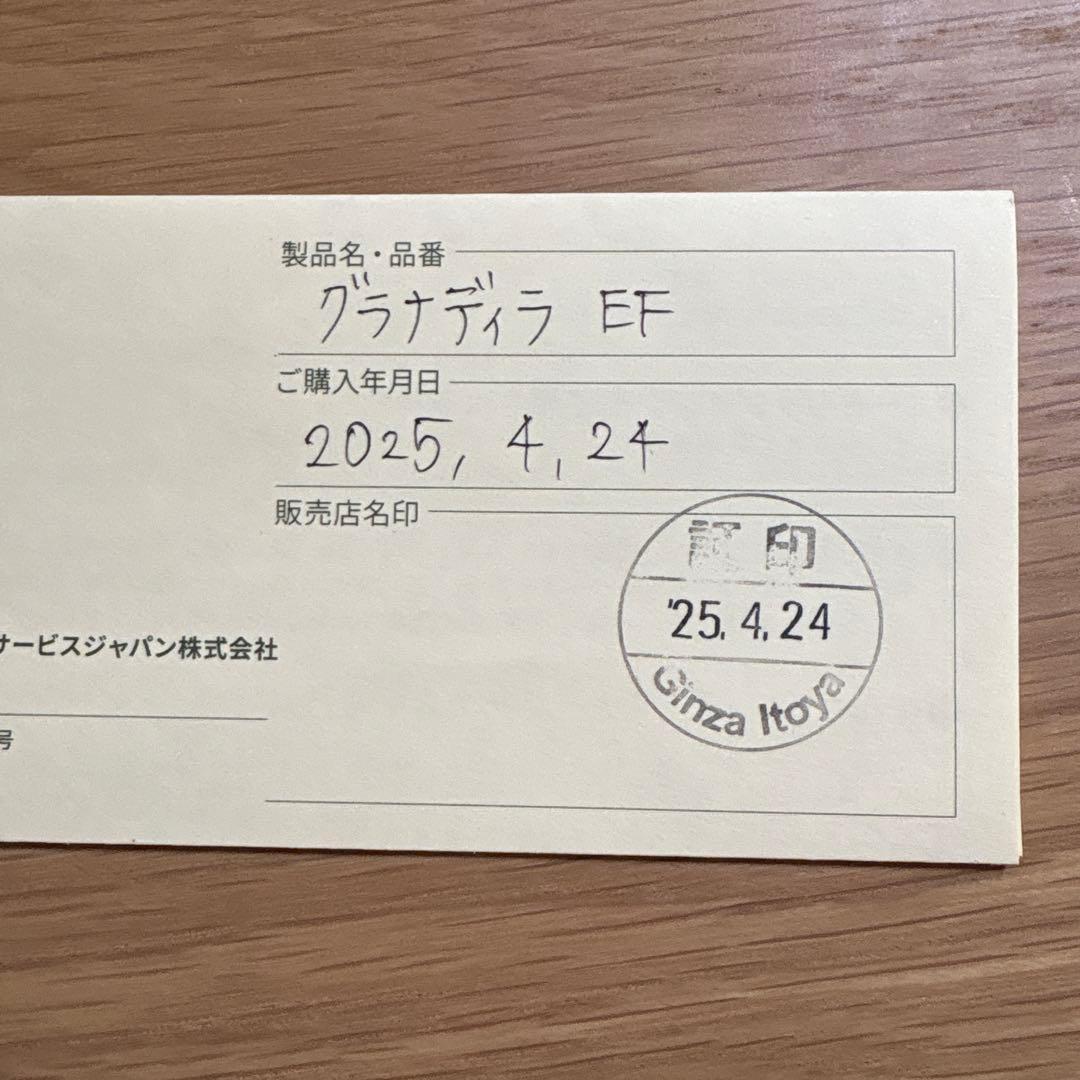 製品名・品番
グラナディラ EF
ご購入年月日
2025, 4, 24
販売店名印
証印
'25.4.24
Ginza Itoya
サービスジャパン株式会社
号